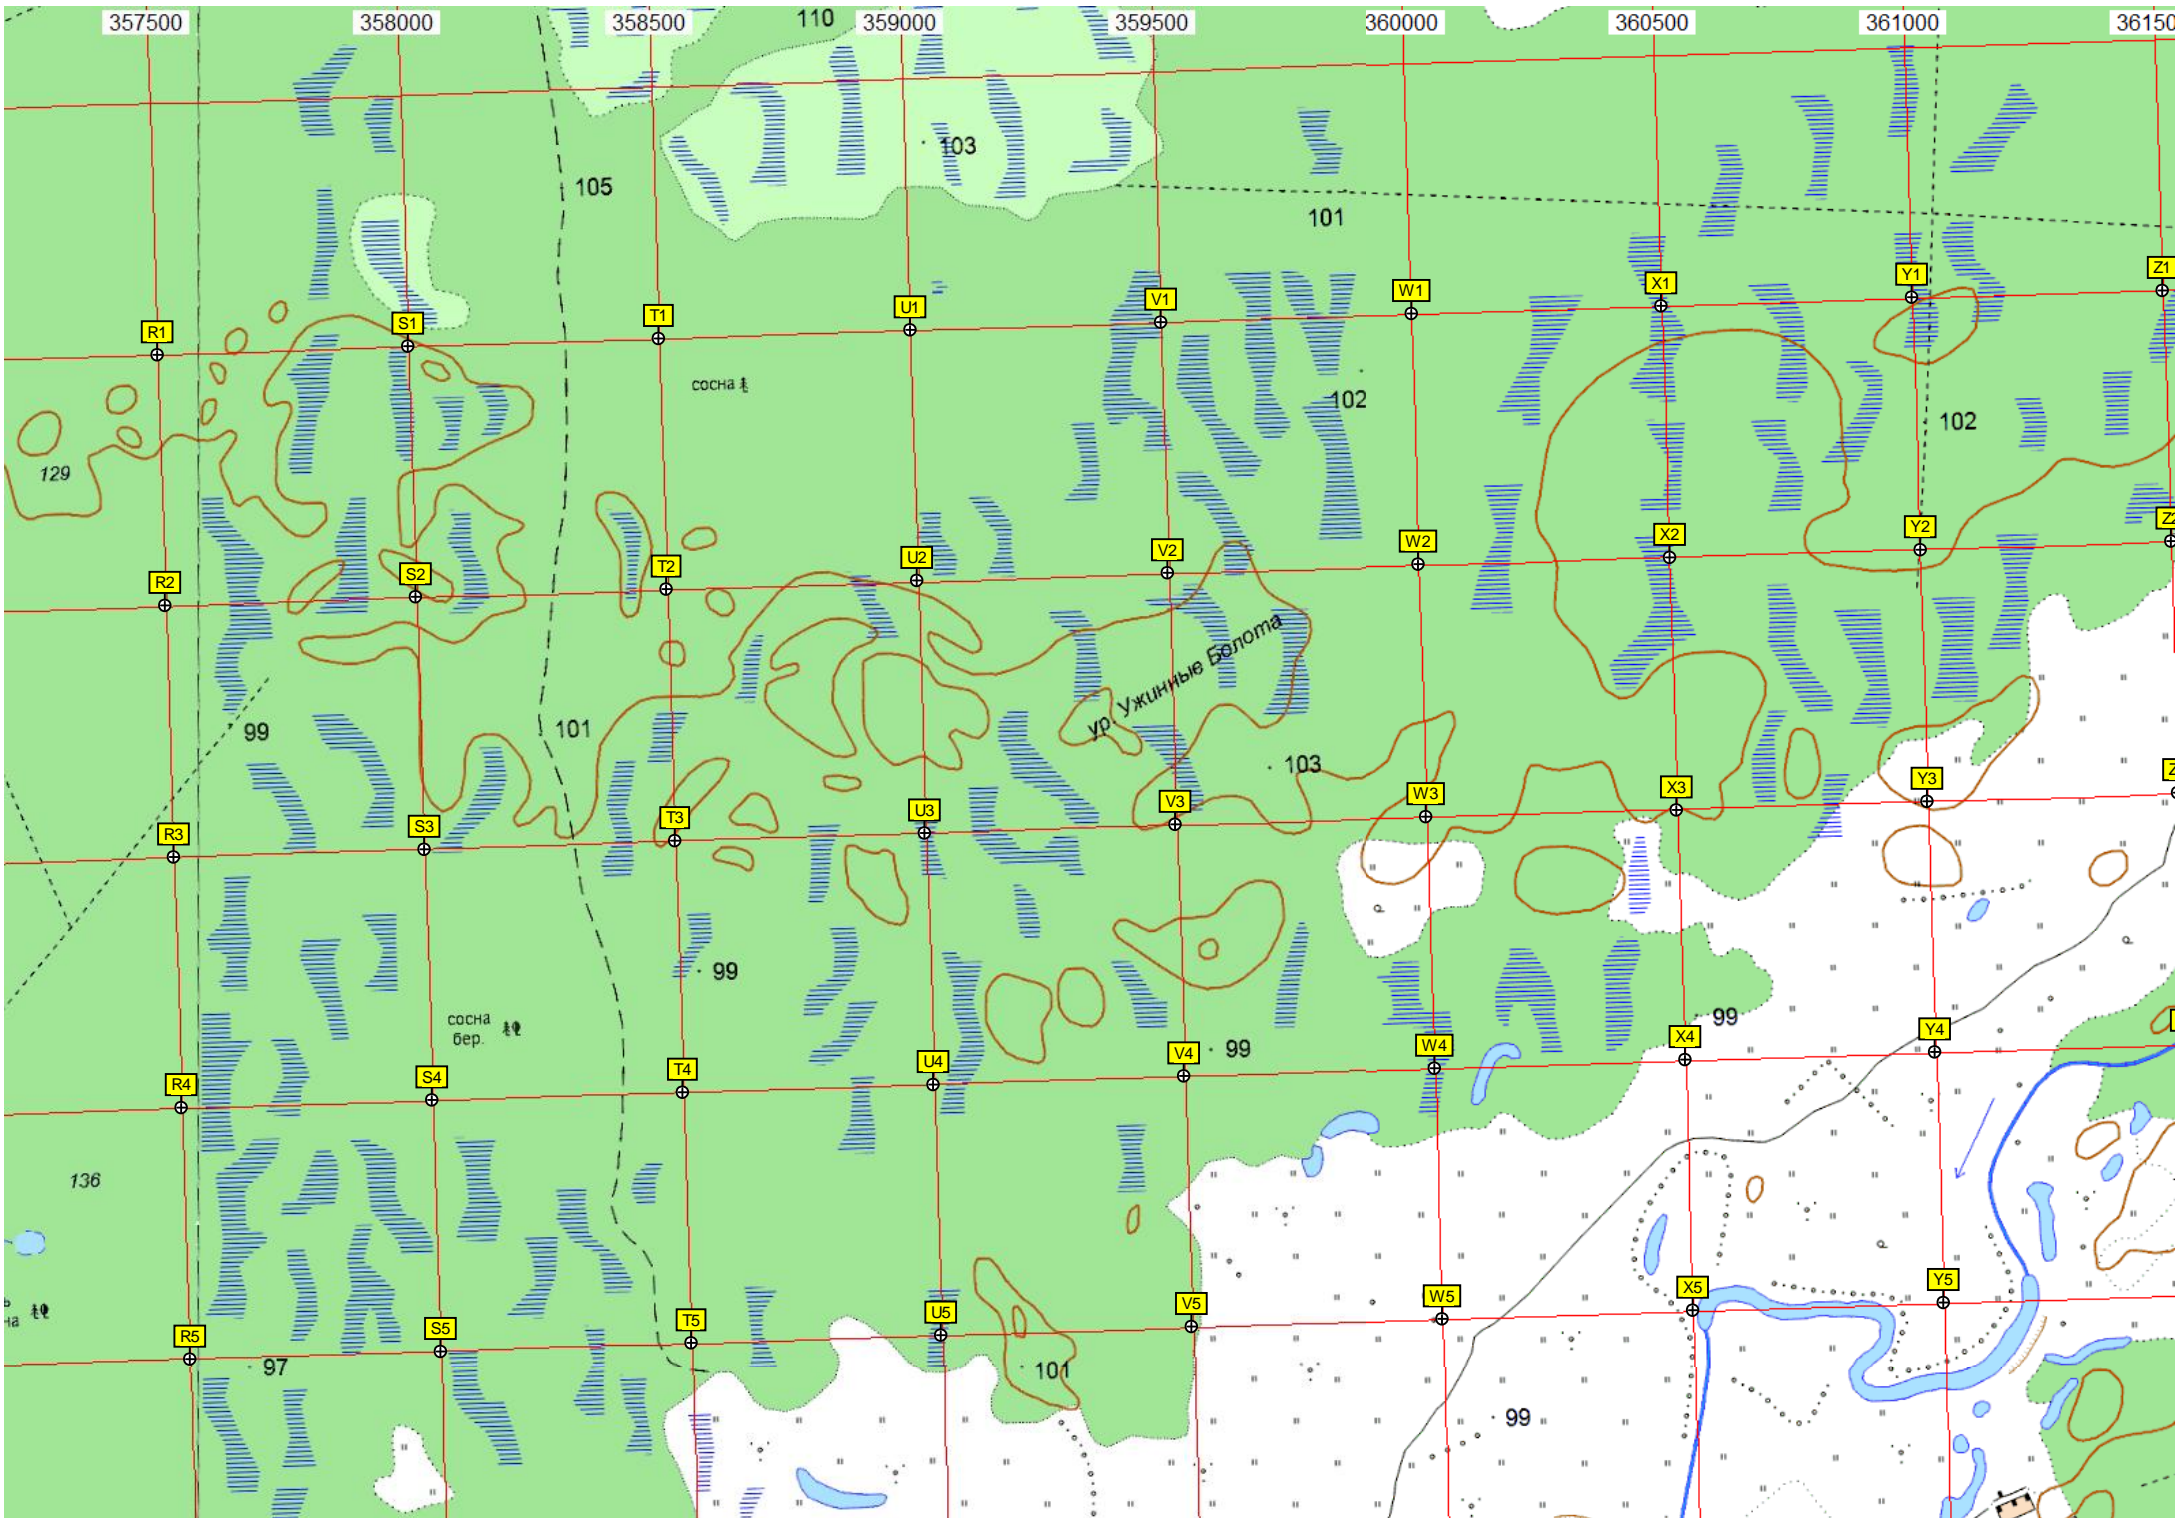 110
357500 358000 358500 359000 359500 360000 360500 361000 36150
103
105
101
R1 S1 T1 U1 V1 W1 X1 Y1 Z1
сосна
102
102
129
R2 S2 T2 U2 V2 W2 X2 Y2 Z2
ур. Ужинные Болота
99
101
103
R3 S3 T3 U3 V3 W3 X3 Y3 Z
99
сосна
бер.
99
99
R4 S4 T4 U4 V4 W4 X4 Y4
136
на
R5 S5 T5 U5 V5 W5 X5 Y5
97
101
99